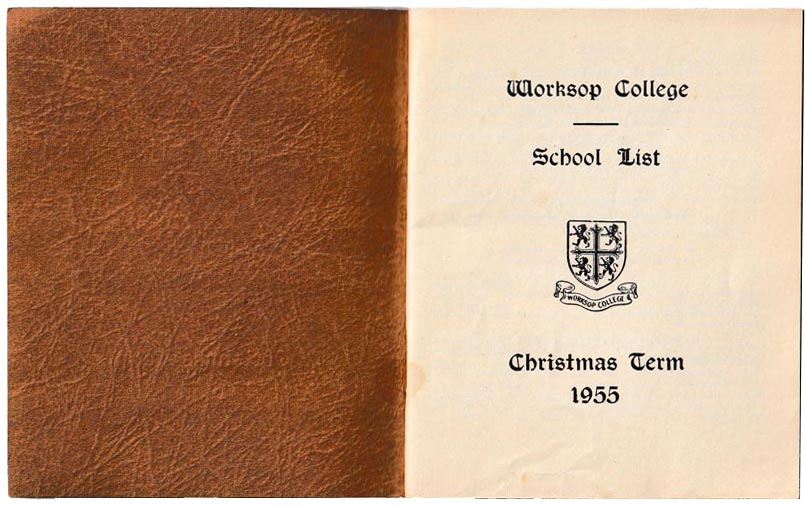 Worksop College
School List
WORKSOP COLLEGE
Christmas Term
1955